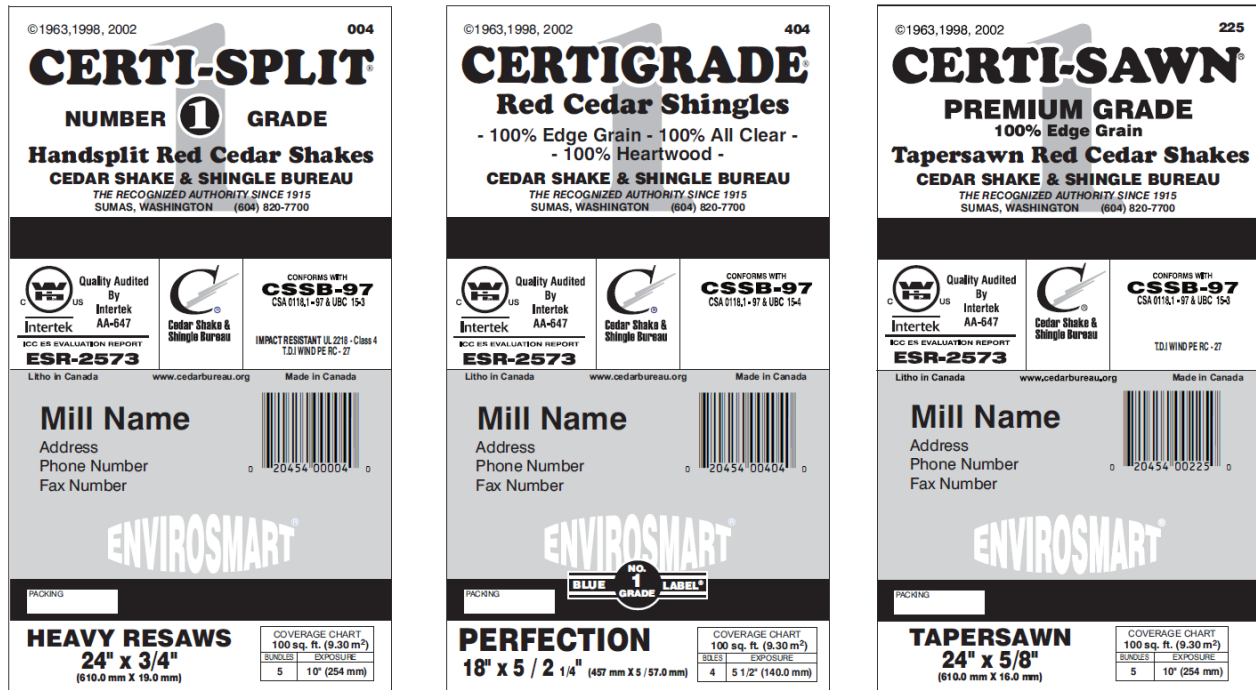 ©1963,1998, 2002 004
CERTI-SPLIT®
NUMBER 1 GRADE
Handsplit Red Cedar Shakes
CEDAR SHAKE & SHINGLE BUREAU
THE RECOGNIZED AUTHORITY SINCE 1915
SUMAS, WASHINGTON (604) 820-7700
C US
Intertek
Quality Audited
By
Intertek
AA-647
ICC ES EVALUATION REPORT
ESR-2573
Cedar Shake &
Shingle Bureau
CONFORMS WITH
CSSB-97
CSA 0118,1-97 & UBC 15-3
IMPACT RESISTANT UL 2218 - Class 4
T.D.I WIND PE RC - 27
Litho in Canada www.cedarbureau.org Made in Canada
Mill Name
Address
Phone Number
Fax Number
0 20454 00004 0
ENVIROSMART®
PACKING
HEAVY RESAWS
24" x 3/4"
(610.0 mm X 19.0 mm)
COVERAGE CHART
100 sq. ft. (9.30 m²)
BUNDLES EXPOSURE
5 10" (254 mm)
©1963,1998, 2002 404
CERTIGRADE®
Red Cedar Shingles
- 100% Edge Grain - 100% All Clear -
- 100% Heartwood -
CEDAR SHAKE & SHINGLE BUREAU
THE RECOGNIZED AUTHORITY SINCE 1915
SUMAS, WASHINGTON (604) 820-7700
C US
Intertek
Quality Audited
By
Intertek
AA-647
ICC ES EVALUATION REPORT
ESR-2573
Cedar Shake &
Shingle Bureau
CONFORMS WITH
CSSB-97
CSA 0118,1-97 & UBC 15-4
Litho in Canada www.cedarbureau.org Made in Canada
Mill Name
Address
Phone Number
Fax Number
0 20454 00404 0
ENVIROSMART®
BLUE NO. 1 GRADE LABEL®
PACKING
PERFECTION
18" x 5 / 2 1/4" (457 mm X 5 / 57.0 mm)
COVERAGE CHART
100 sq. ft. (9.30 m²)
BDLES EXPOSURE
4 5 1/2" (140.0 mm)
©1963,1998, 2002 225
CERTI-SAWN®
PREMIUM GRADE
100% Edge Grain
Tapersawn Red Cedar Shakes
CEDAR SHAKE & SHINGLE BUREAU
THE RECOGNIZED AUTHORITY SINCE 1915
SUMAS, WASHINGTON (604) 820-7700
C US
Intertek
Quality Audited
By
Intertek
AA-647
ICC ES EVALUATION REPORT
ESR-2573
Cedar Shake &
Shingle Bureau
CONFORMS WITH
CSSB-97
CSA 0118,1-97 & UBC 15-3
T.D.I WIND PE RC - 27
Litho in Canada www.cedarbureau.org Made in Canada
Mill Name
Address
Phone Number
Fax Number
0 20454 00225 0
ENVIROSMART®
PACKING
TAPERSAWN
24" x 5/8"
(610.0 mm X 16.0 mm)
COVERAGE CHART
100 sq. ft. (9.30 m²)
BUNDLES EXPOSURE
5 10" (254 mm)